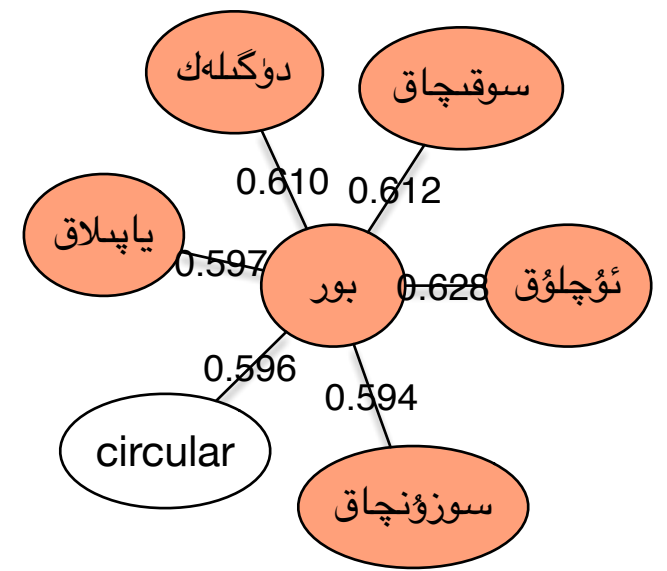 دۈگىلەك
سوقىچاق
0.610
0.612
ياپىلاق
0.597
بور
0.628
ئۇچلۇق
0.596
0.594
circular
سوزۇنچاق